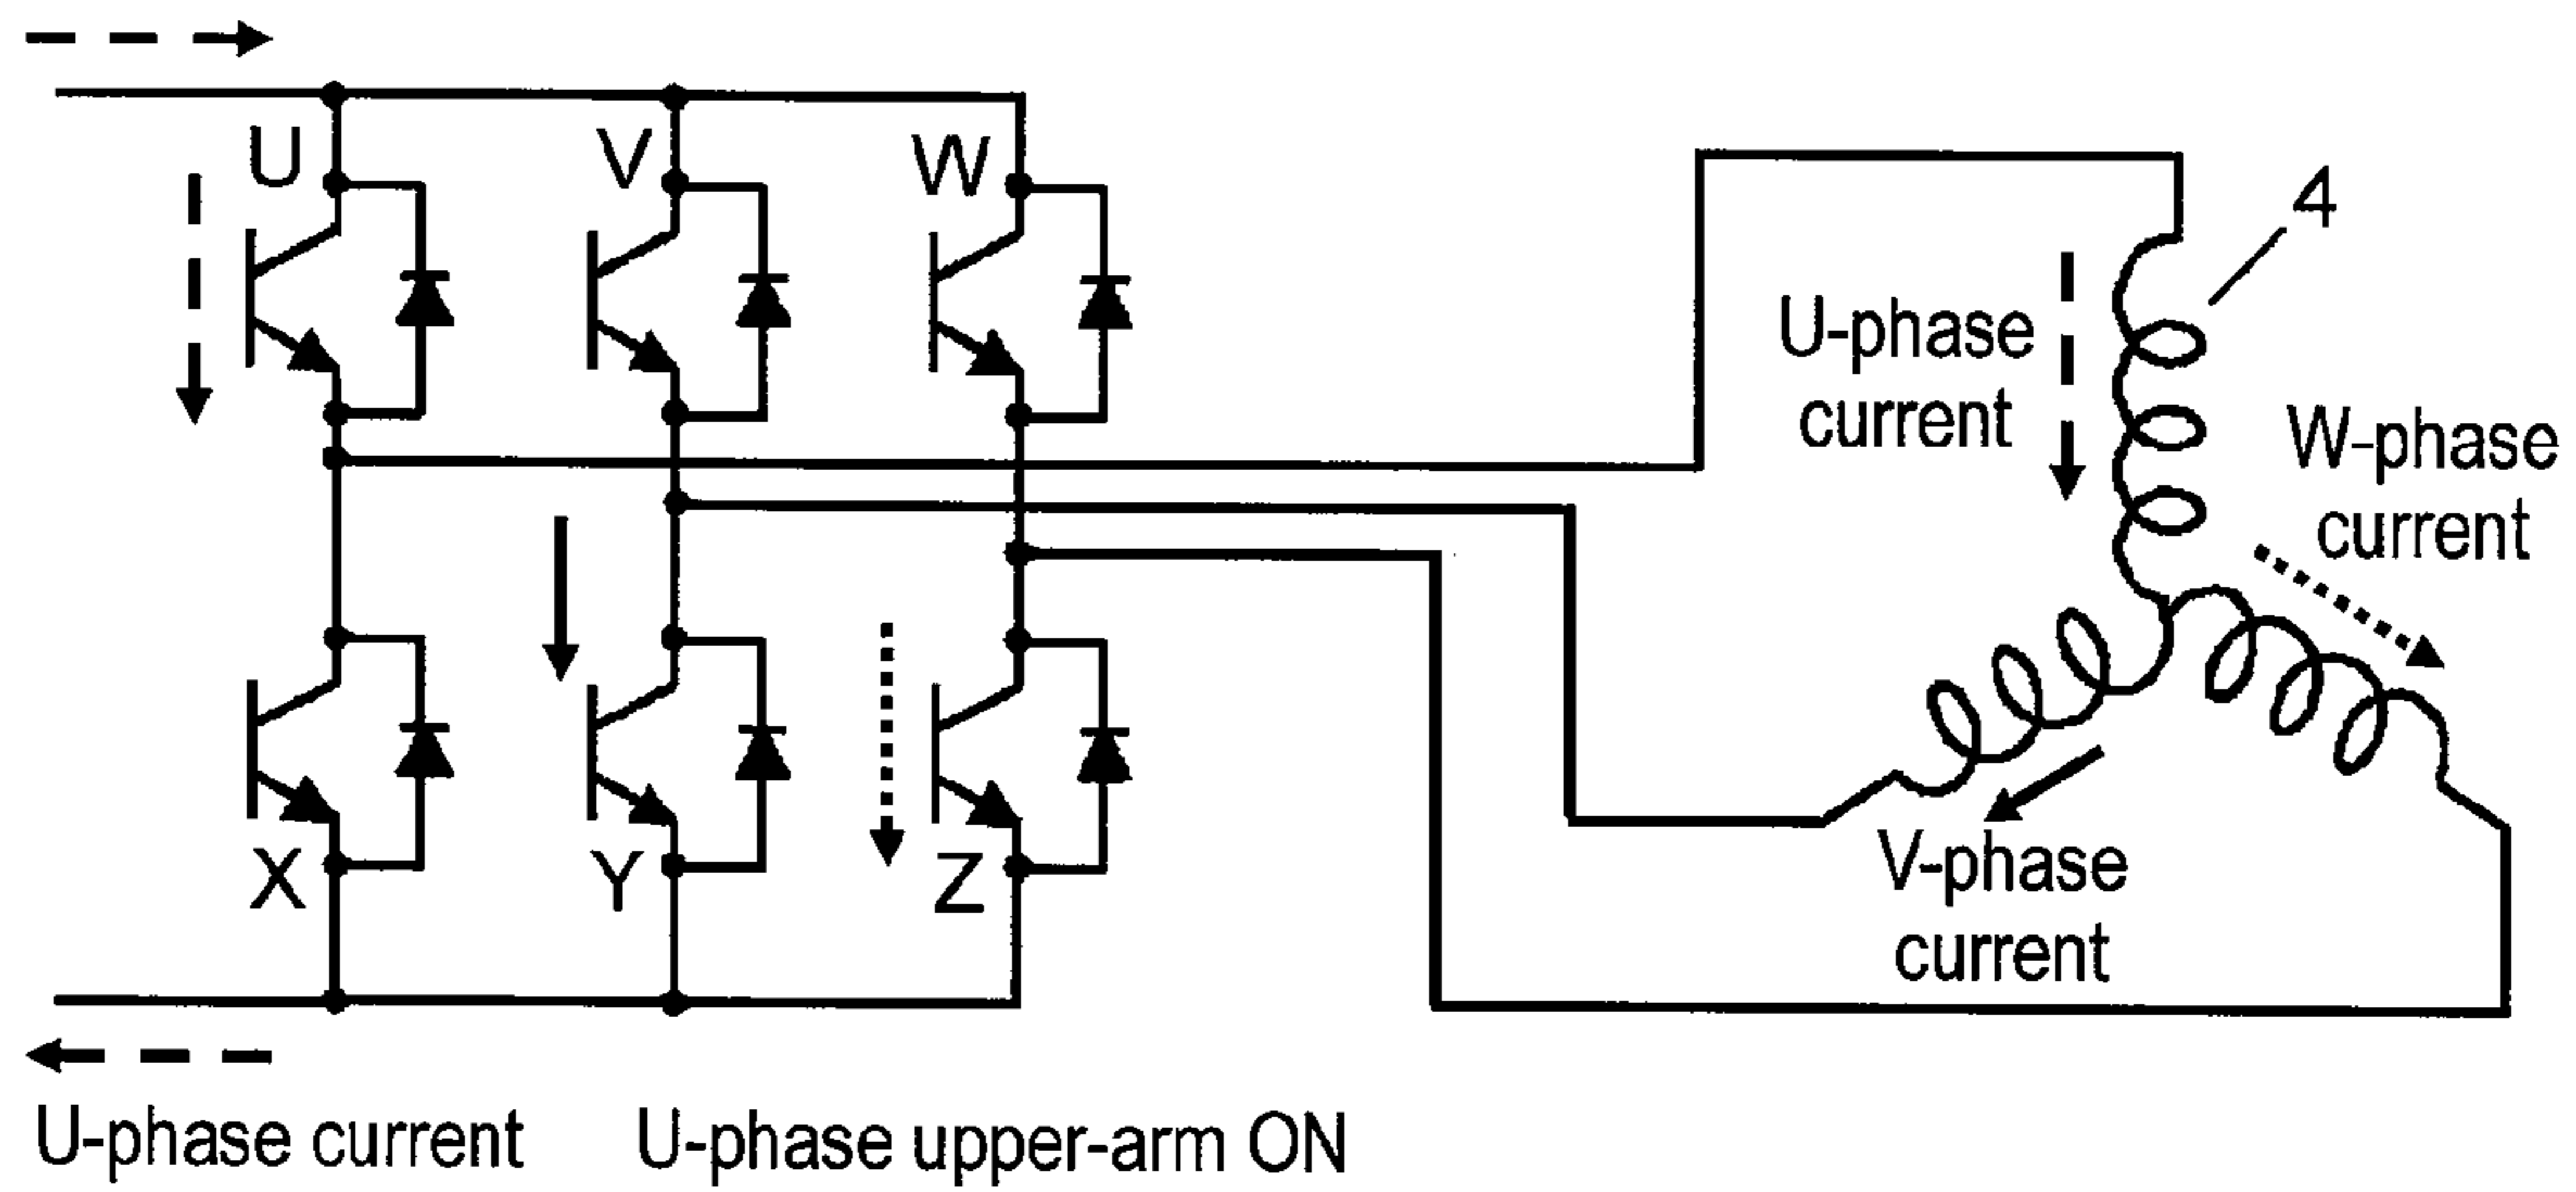 U
V
W
4
U-phase
current
W-phase
current
X
Y
Z
V-phase
current
U-phase current
U-phase upper-arm ON